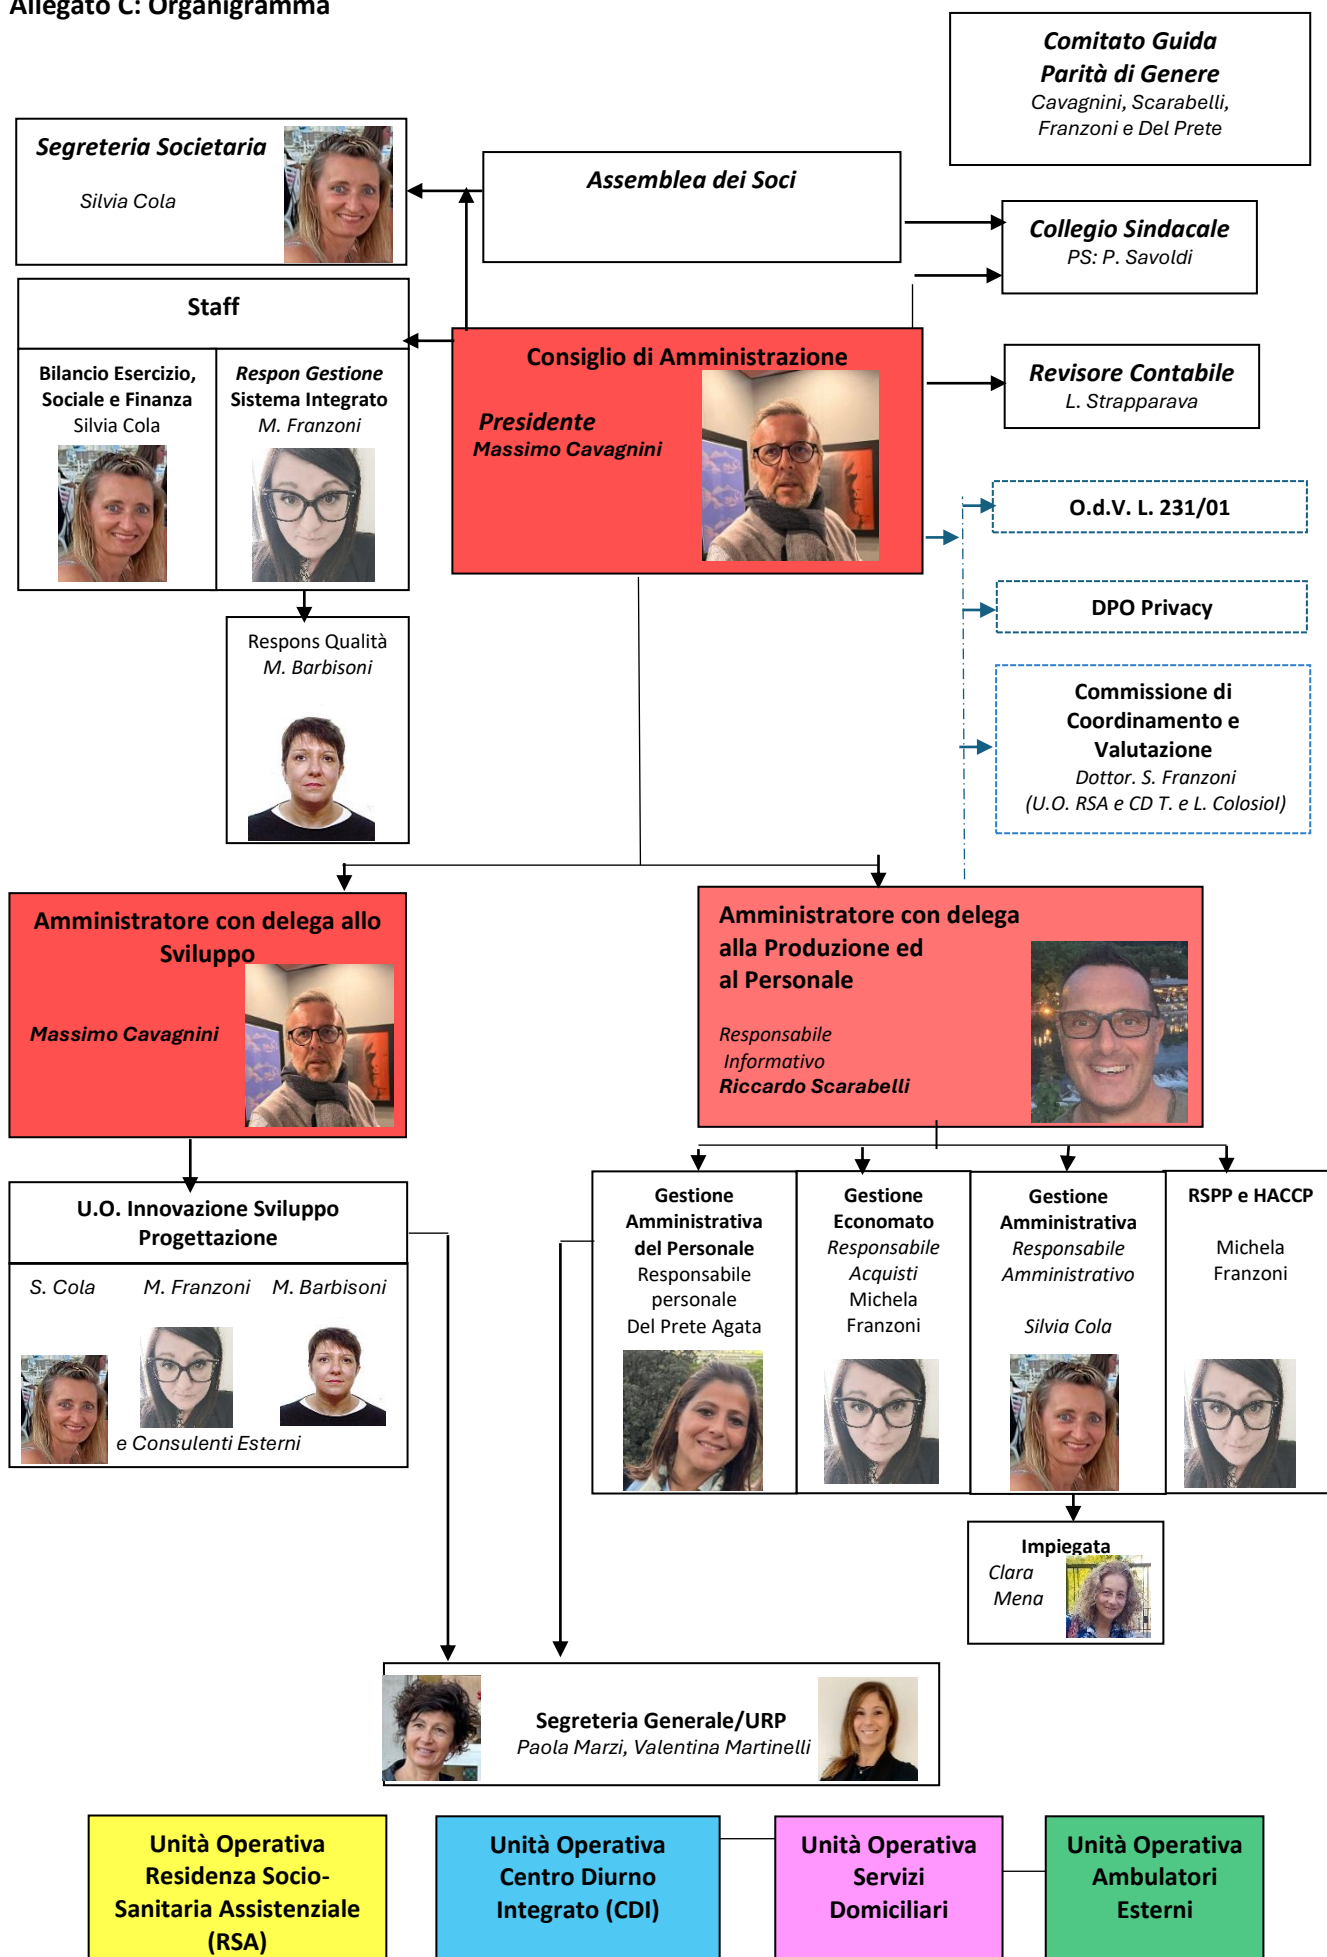 Allegato C: Organigramma
Comitato Guida
Parità di Genere
Cavagnini, Scarabelli,
Franzoni e Del Prete
Segreteria Societaria
Silvia Cola
Assemblea dei Soci
Collegio Sindacale
PS: P. Savoldi
Staff
Bilancio Esercizio,
Sociale e Finanza
Silvia Cola
Respon Gestione
Sistema Integrato
M. Franzoni
Consiglio di Amministrazione
Presidente
Massimo Cavagnini
Revisore Contabile
L. Strapparava
O.d.V. L. 231/01
DPO Privacy
Respons Qualità
M. Barbisoni
Commissione di
Coordinamento e
Valutazione
Dottor. S. Franzoni
(U.O. RSA e CD T. e L. Colosiol)
Amministratore con delega allo
Sviluppo
Massimo Cavagnini
Amministratore con delega
alla Produzione ed
al Personale
Responsabile
Informativo
Riccardo Scarabelli
U.O. Innovazione Sviluppo
Progettazione
S. Cola M. Franzoni M. Barbisoni
e Consulenti Esterni
Gestione
Amministrativa
del Personale
Responsabile
personale
Del Prete Agata
Gestione
Economato
Responsabile
Acquisti
Michela
Franzoni
Gestione
Amministrativa
Responsabile
Amministrativo
Silvia Cola
RSPP e HACCP
Michela
Franzoni
Impiegata
Clara
Mena
Segreteria Generale/URP
Paola Marzi, Valentina Martinelli
Unità Operativa
Residenza Socio-
Sanitaria Assistenziale
(RSA)
Unità Operativa
Centro Diurno
Integrato (CDI)
Unità Operativa
Servizi
Domiciliari
Unità Operativa
Ambulatori
Esterni